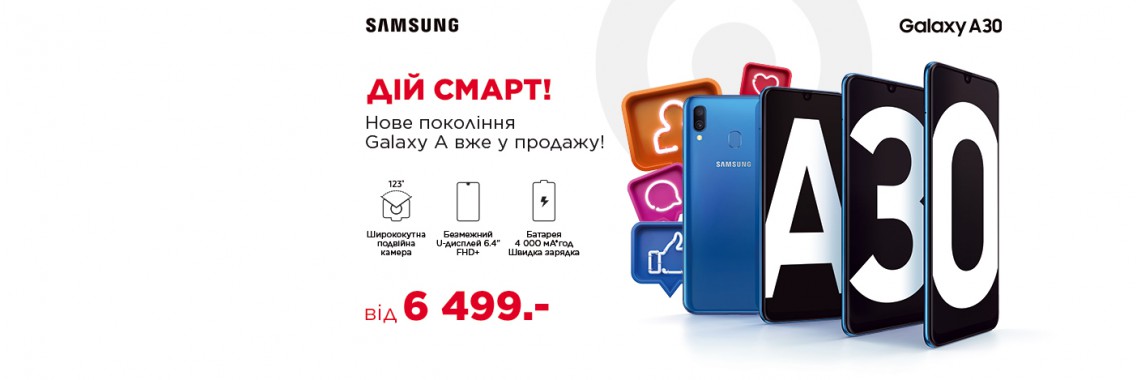 SAMSUNG
Galaxy A30
ДІЙ СМАРТ!
Нове покоління
Galaxy A вже у продажу!
123°
Ширококутна
подвійна
камера
Безмежний
U-дисплей 6.4"
FHD+
Батарея
4 000 мА*год
Швидка зарядка
від 6 499.-
SAMSUNG
A30